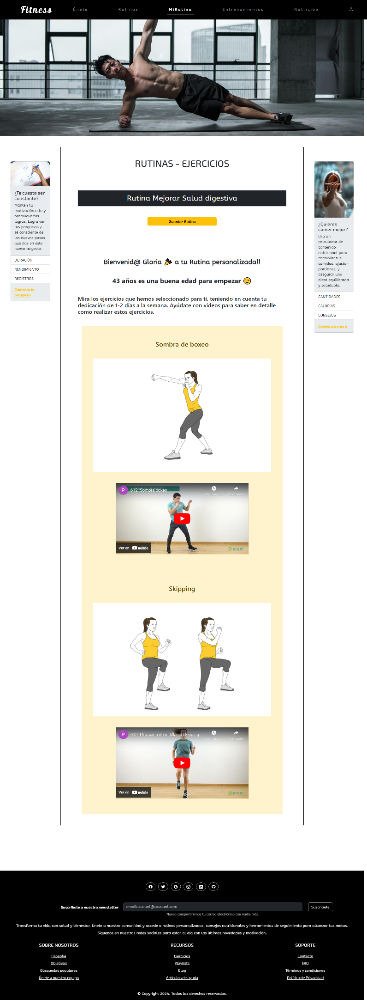 Fitness
Únete
Rutinas
MiRutina
Entrenamientos
Nutrición
¿Te cuesta ser
constante?
Mantén tu
motivación alta y
promueve tus
logros. Logra ver
tus progresos y
sé consciente de
los nuevos pasos
que das en este
nuevo trayecto.
DURACIÓN
RENDIMIENTO
REGISTROS
Controla tu
progreso
RUTINAS - EJERCICIOS
Rutina Mejorar Salud digestiva
Guardar Rutina
Bienvenid@ Gloria 🎉 a tu Rutina personalizada!!
43 años es una buena edad para empezar 😉
Mira los ejercicios que hemos seleccionado para ti, teniendo en cuenta tu
dedicación de 1-2 días a la semana. Ayúdate con videos para saber en detalle
como realizar estos ejercicios.
Sombra de boxeo
P
612. Sombra boxeo
Ver más ta...
Compartir
Ver en YouTube
proet
Skipping
P
613. Elevación de rodillas o skipping
Ver más ta...
Compartir
Ver en YouTube
proet
¿Quieres
comer mejor?
Usa un
calculador de
contenido
nutricional para
controlar tus
comidas, ajustar
porciones, y
asegurar una
dieta equilibrada
y saludable.
CANTIDADES
CALORÍAS
CONSEJOS
Comienza ahora
Suscríbete a nuestra newsletter
emailaccount@account.com
Suscríbete
Nunca compartiremos tu correo electrónico con nadie más.
Transforma tu vida con salud y bienestar. Únete a nuestra comunidad y accede a rutinas personalizadas, consejos nutricionales y herramientas de seguimiento para alcanzar tus metas.
Síguenos en nuestras redes sociales para estar al día con las últimas novedades y motivación.
SOBRE NOSOTROS
Filosofía
Objetivos
Búsquedas populares
Únete a nuestro equipo
RECURSOS
Ejercicios
Playlists
Blog
Artículos de ayuda
SOPORTE
Contacto
FAQ
Términos y condiciones
Política de Privacidad
© Copyright 2024. Todos los derechos reservados.